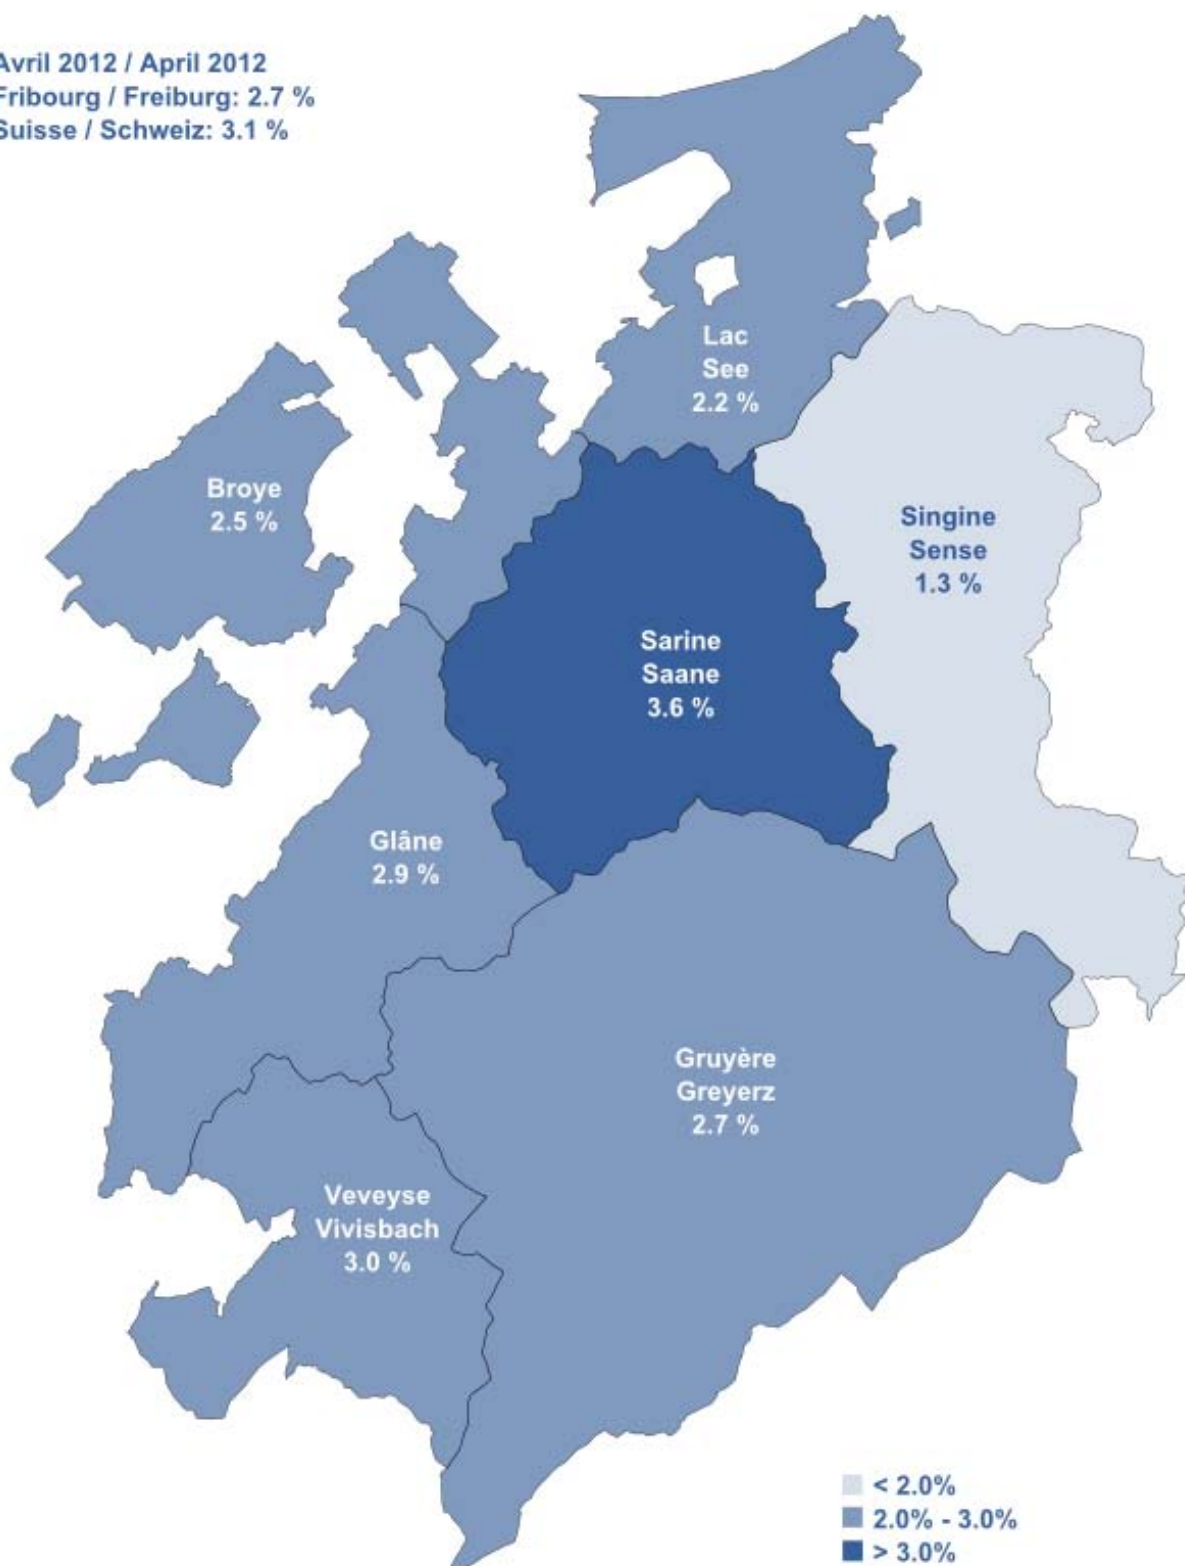 Avril 2012 / April 2012
Fribourg / Freiburg: 2.7 %
Suisse / Schweiz: 3.1 %
Lac
See
2.2 %
Broye
2.5 %
Singine
Sense
1.3 %
Sarine
Saane
3.6 %
Glâne
2.9 %
Gruyère
Greyerz
2.7 %
Veveyse
Vivisbach
3.0 %
< 2.0%
2.0% - 3.0%
> 3.0%